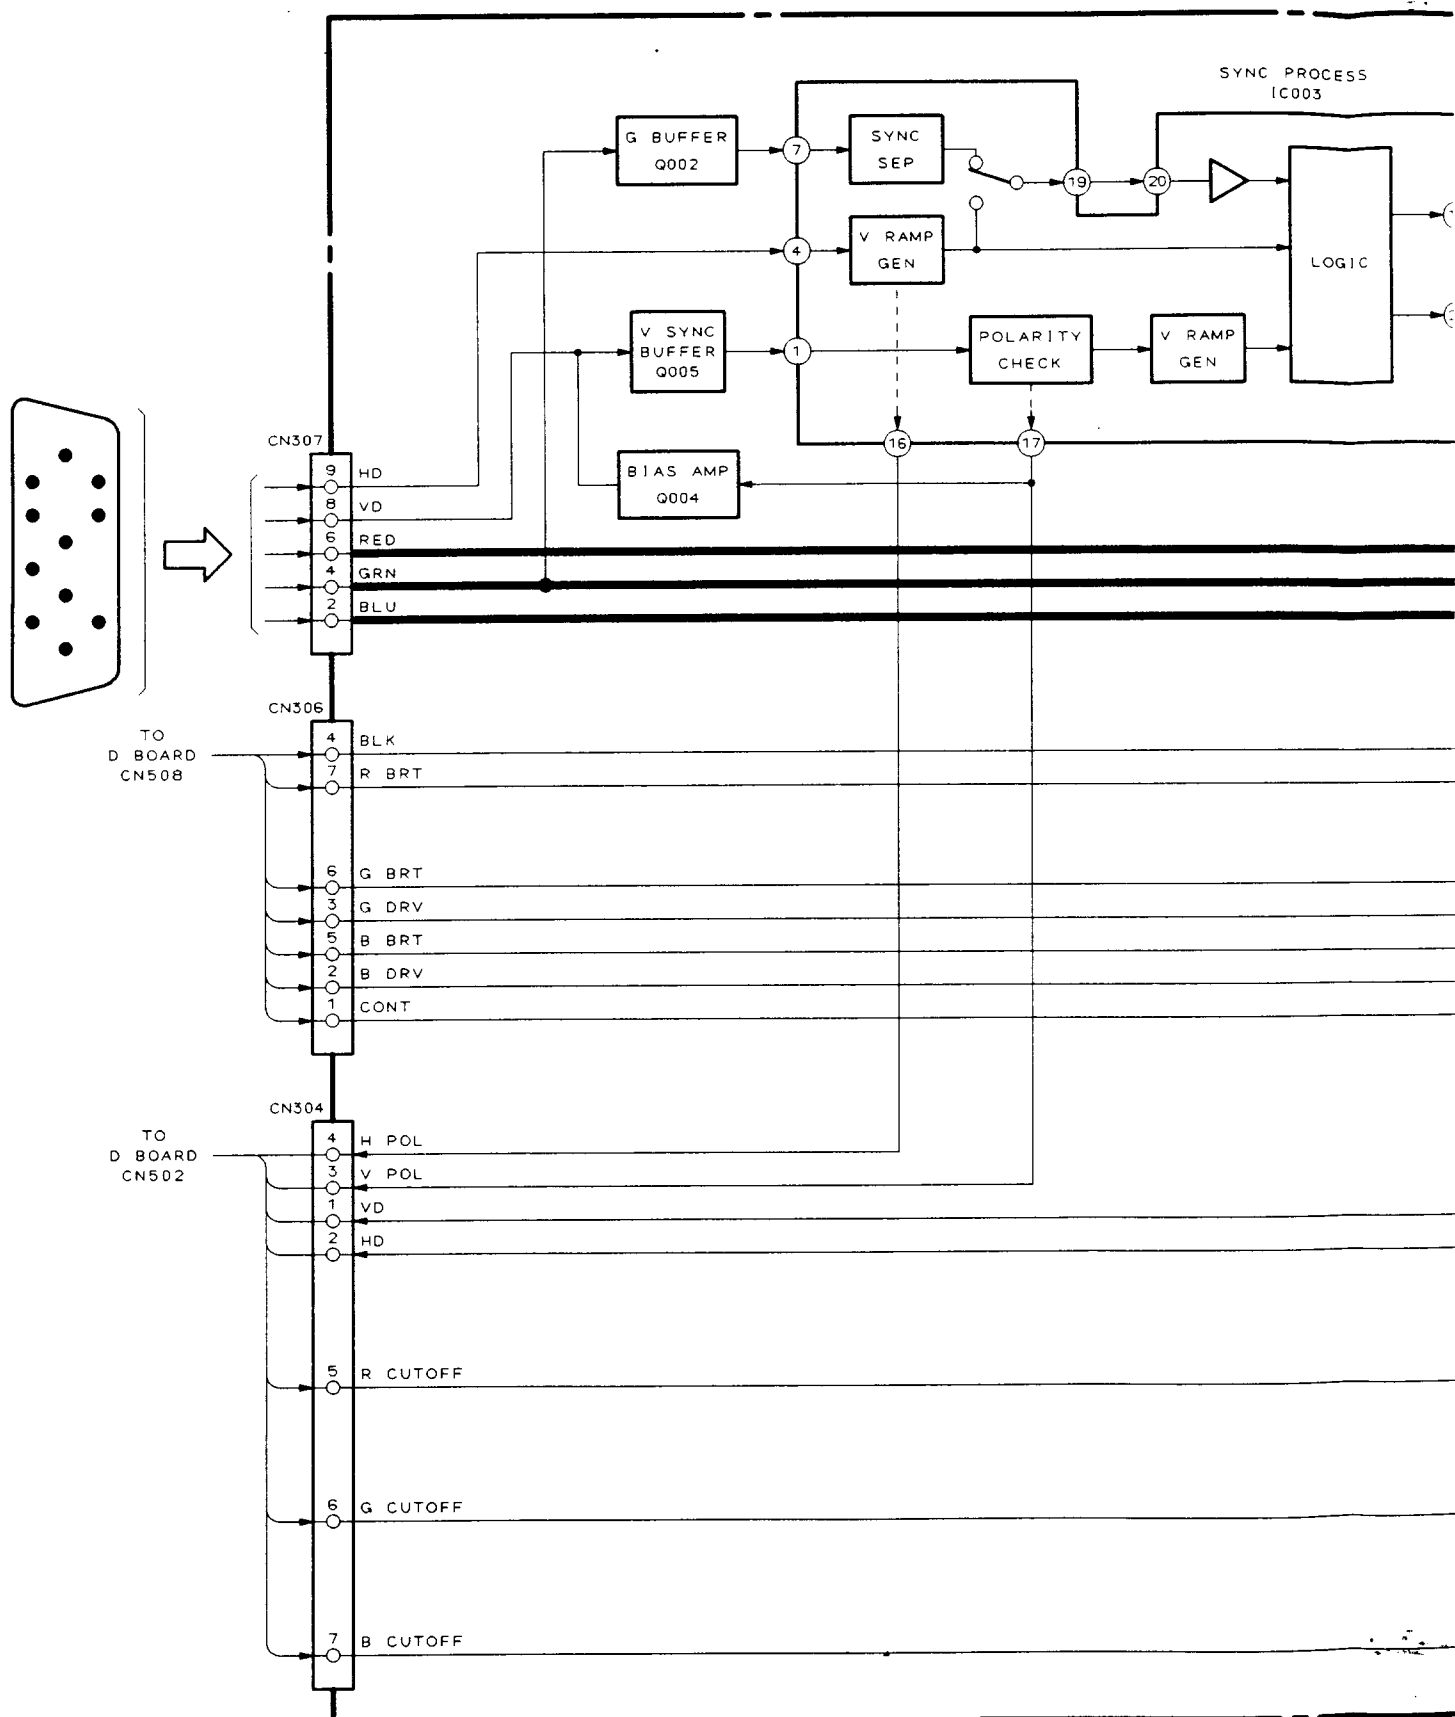 SYNC PROCESS
IC003
G BUFFER
Q002
7
SYNC
SEP
19
20
V RAMP
GEN
4
LOGIC
V SYNC
BUFFER
Q005
1
POLARITY
CHECK
V RAMP
GEN
16
17
BIAS AMP
Q004
CN307
9 HD
8 VD
6 RED
4 GRN
2 BLU
CN306
TO
D BOARD
CN508
4 BLK
7 R BRT
6 G BRT
3 G DRV
5 B BRT
2 B DRV
1 CONT
CN304
TO
D BOARD
CN502
4 H POL
3 V POL
1 VD
2 HD
5 R CUTOFF
6 G CUTOFF
7 B CUTOFF